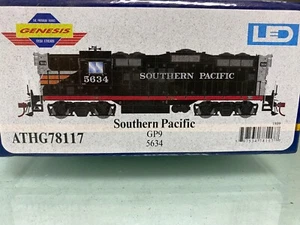 GENESIS
LED
5634
SOUTHERN PACIFIC
ATHG78117
Southern Pacific
GP9
5634